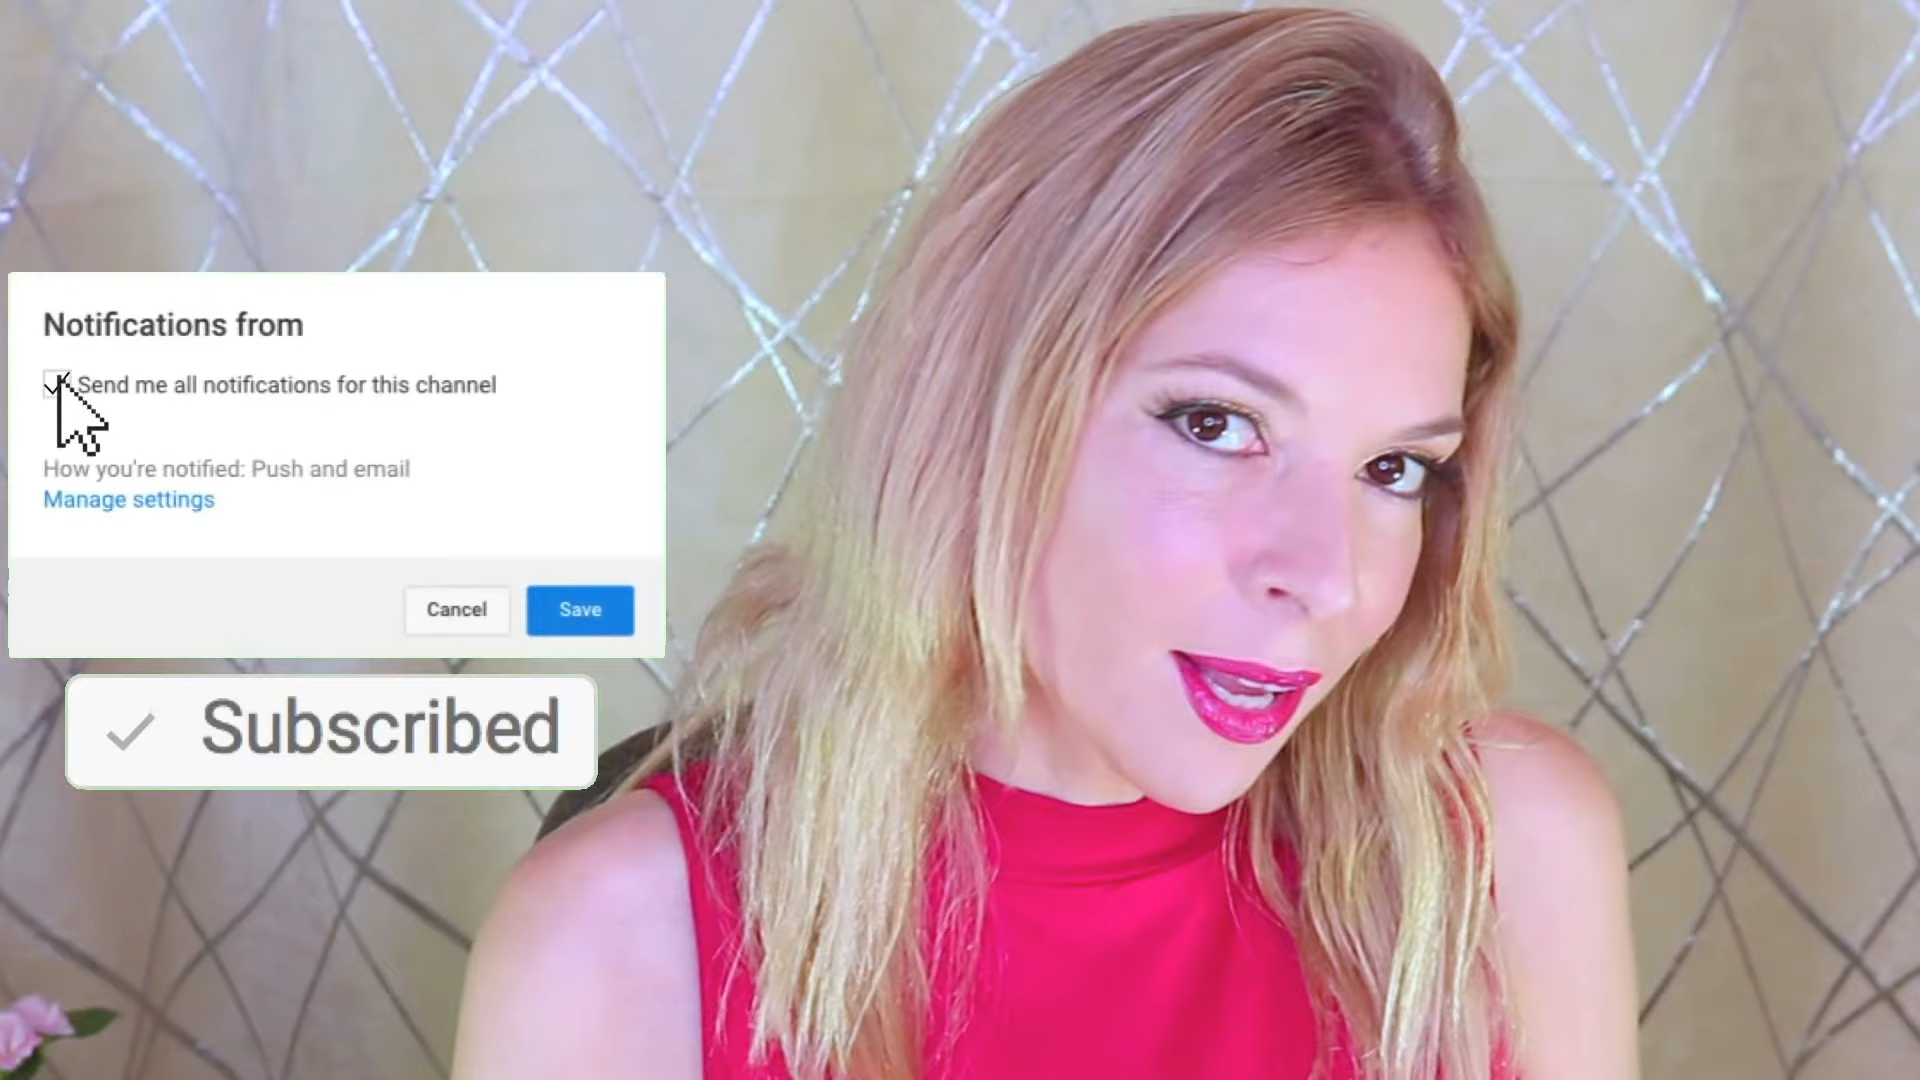 Notifications from
Send me all notifications for this channel
How you're notified: Push and email
Manage settings
Cancel
Save
Subscribed